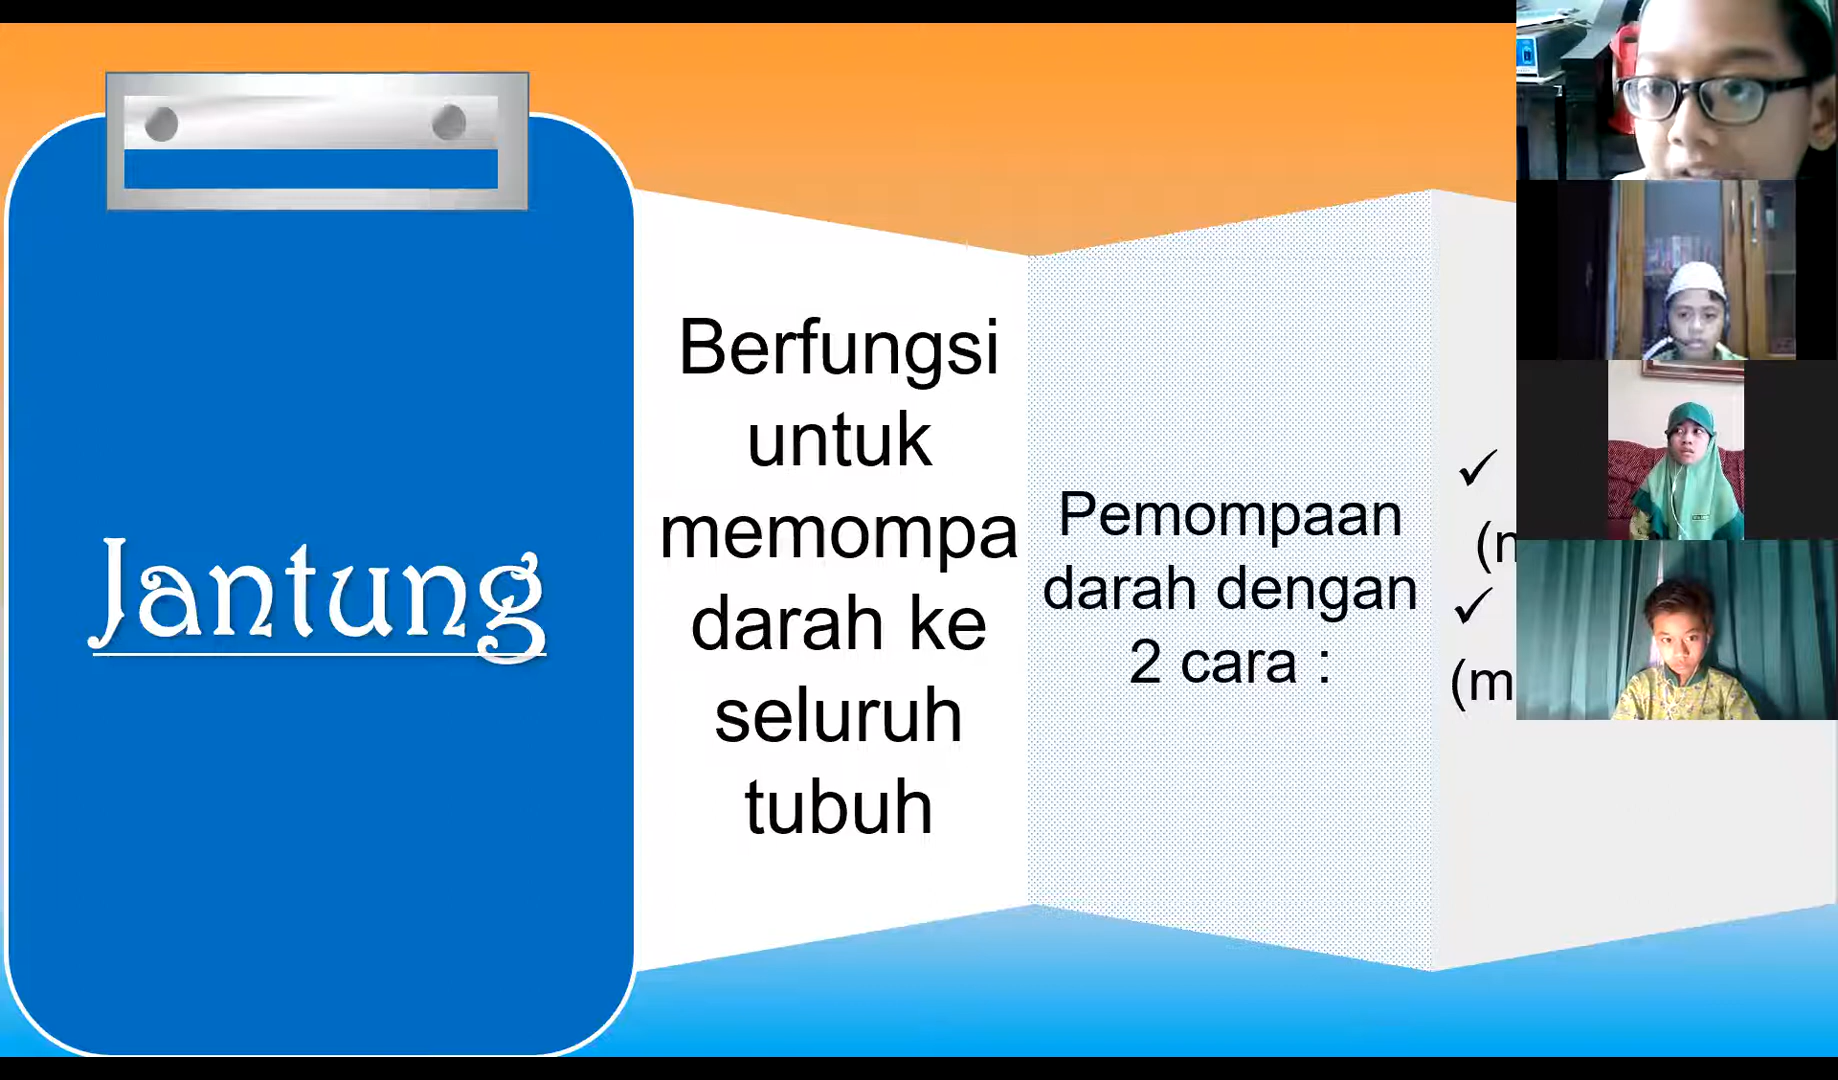 Jantung
Berfungsi
untuk
memompa
darah ke
seluruh
tubuh
Pemompaan
darah dengan
2 cara :
✓
✓